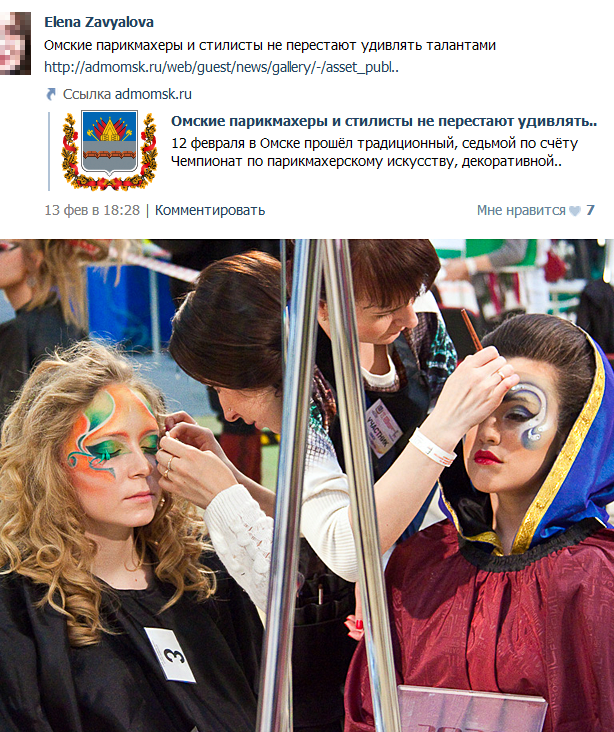 Elena Zavyalova
Омские парикмахеры и стилисты не перестают удивлять талантами
http://admomsk.ru/web/guest/news/gallery/-/asset_publ..
Ссылка admomsk.ru
Омские парикмахеры и стилисты не перестают удивлять..
12 февраля в Омске прошёл традиционный, седьмой по счёту
Чемпионат по парикмахерскому искусству, декоративной..
13 фев в 18:28 | Комментировать
Мне нравится 7
УЧАСТНИК
3